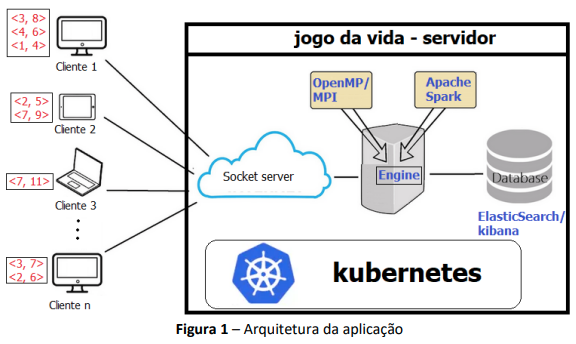 <3, 8>
<4, 6>
<1, 4>
Cliente 1
<2, 5>
<7, 9>
Cliente 2
<7, 11>
Cliente 3
<3, 7>
<2, 6>
Cliente n
jogo da vida - servidor
OpenMP/
MPI
Apache
Spark
Socket server
Engine
Database
ElasticSearch/
kibana
kubernetes
Figura 1 – Arquitetura da aplicação